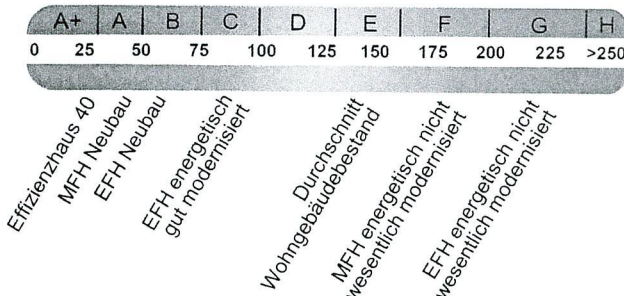 A+ A B C D E F G H
0 25 50 75 100 125 150 175 200 225 >250
Effizienzhaus 40
MFH Neubau
EFH Neubau
EFH energetisch
gut modernisiert
Durchschnitt
Wohngebäudebestand
MFH energetisch nicht
wesentlich modernisiert
EFH energetisch nicht
wesentlich modernisiert